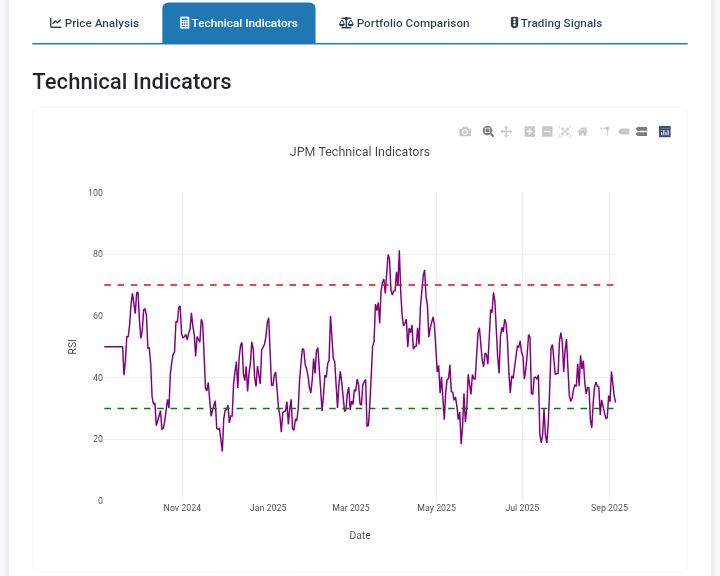 Price Analysis
Technical Indicators
Portfolio Comparison
Trading Signals
Technical Indicators
JPM Technical Indicators
100
80
60
40
20
0
RSI
Nov 2024
Jan 2025
Mar 2025
May 2025
Jul 2025
Sep 2025
Date